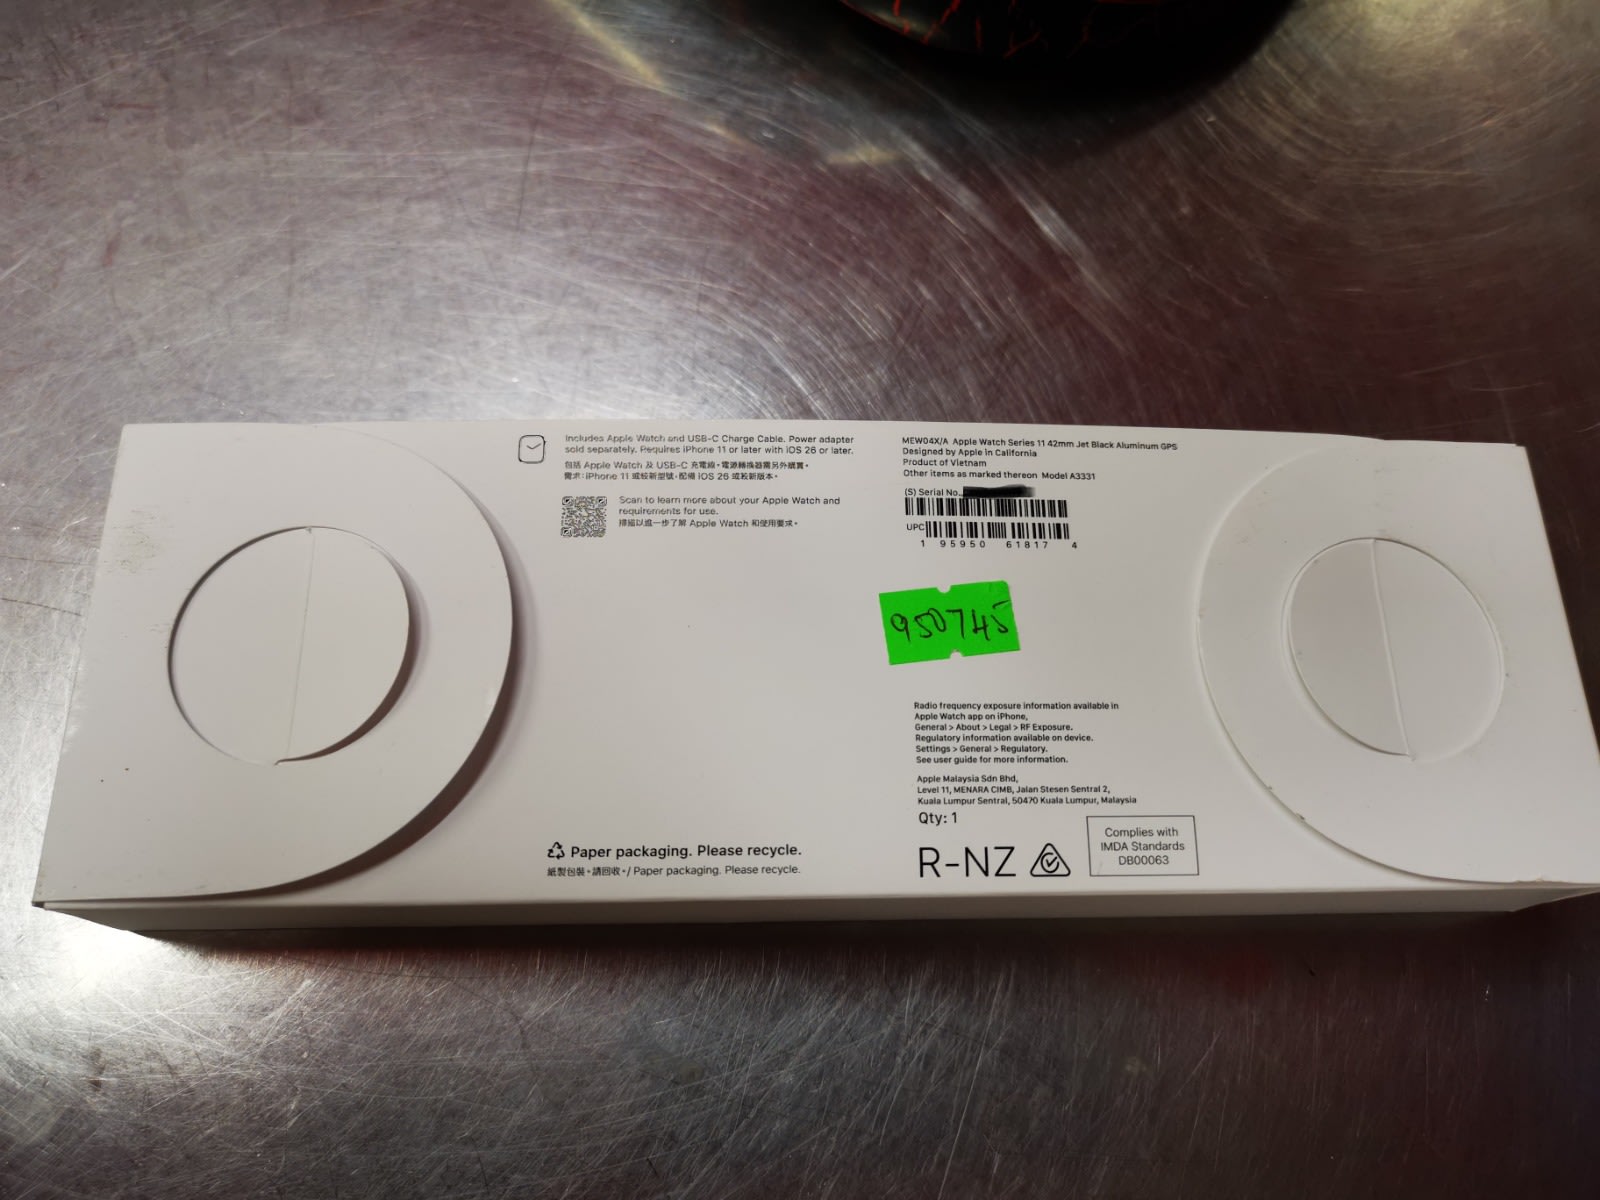 Includes Apple Watch and USB-C Charge Cable. Power adapter
sold separately. Requires iPhone 11 or later with iOS 26 or later.
包括 Apple Watch 及 USB-C 充電線。電源轉換器需另外購買。
需求：iPhone 11 或較新型號，配備 iOS 26 或較新版本。
Scan to learn more about your Apple Watch and
requirements for use.
掃描以進一步了解 Apple Watch 和使用要求。
Paper packaging. Please recycle.
紙製包裝，請回收。/ Paper packaging. Please recycle.
MEW04X/A Apple Watch Series 11 42mm Jet Black Aluminum GPS
Designed by Apple in California
Product of Vietnam
Other items as marked thereon Model A3331
(S) Serial No.
UPC
1 95950 61817 4
950745
Radio frequency exposure information available in
Apple Watch app on iPhone,
General > About > Legal > RF Exposure.
Regulatory information available on device.
Settings > General > Regulatory.
See user guide for more information.
Apple Malaysia Sdn Bhd,
Level 11, MENARA CIMB, Jalan Stesen Sentral 2,
Kuala Lumpur Sentral, 50470 Kuala Lumpur, Malaysia
Qty: 1
R-NZ
Complies with
IMDA Standards
DB00063